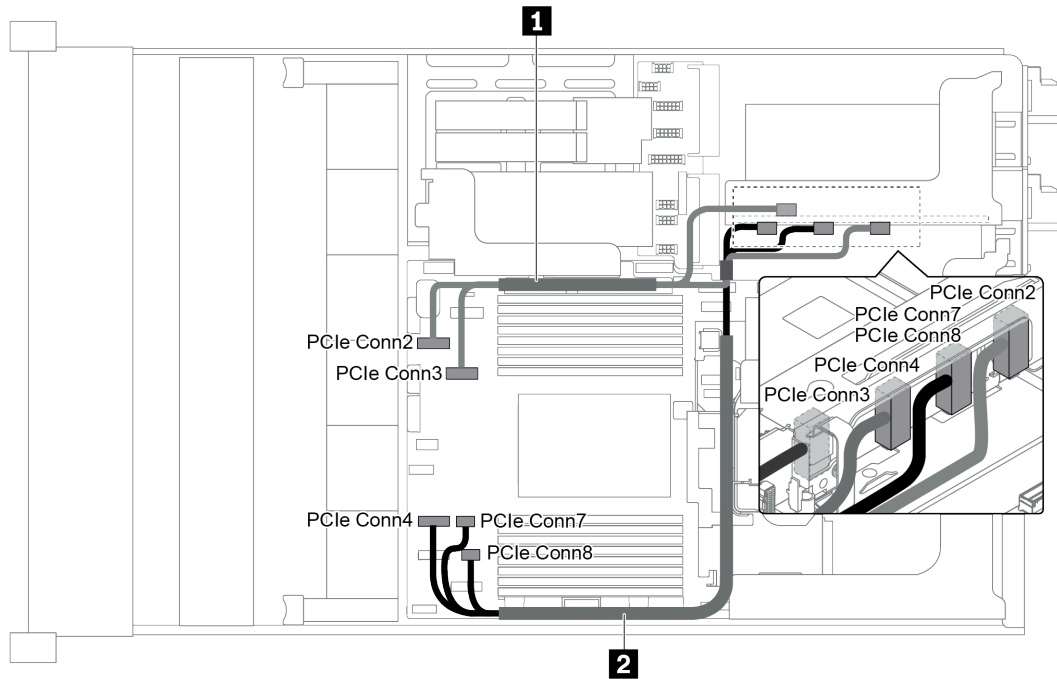 1
PCIe Conn2
PCIe Conn7
PCIe Conn8
PCIe Conn4
PCIe Conn3
PCIe Conn2
PCIe Conn3
PCIe Conn4
PCIe Conn7
PCIe Conn8
2